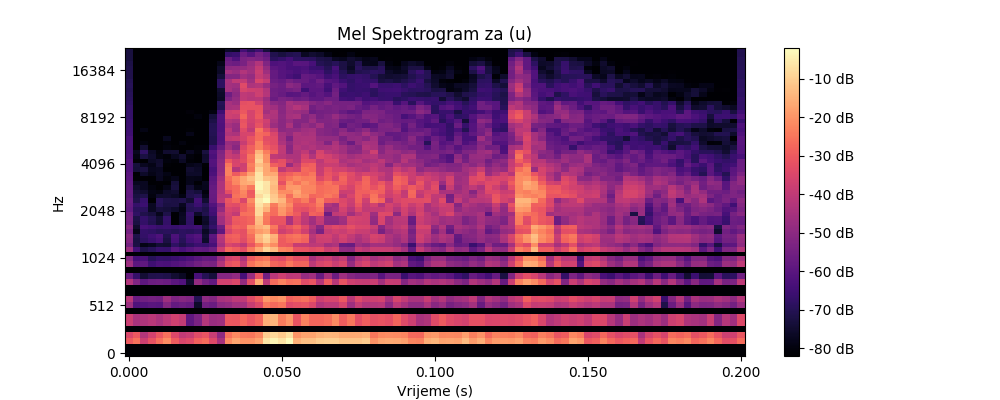 Mel Spektrogram za (u)
Hz
16384
8192
4096
2048
1024
512
0
0.000 0.050 0.100 0.150 0.200
Vrijeme (s)
-10 dB
-20 dB
-30 dB
-40 dB
-50 dB
-60 dB
-70 dB
-80 dB